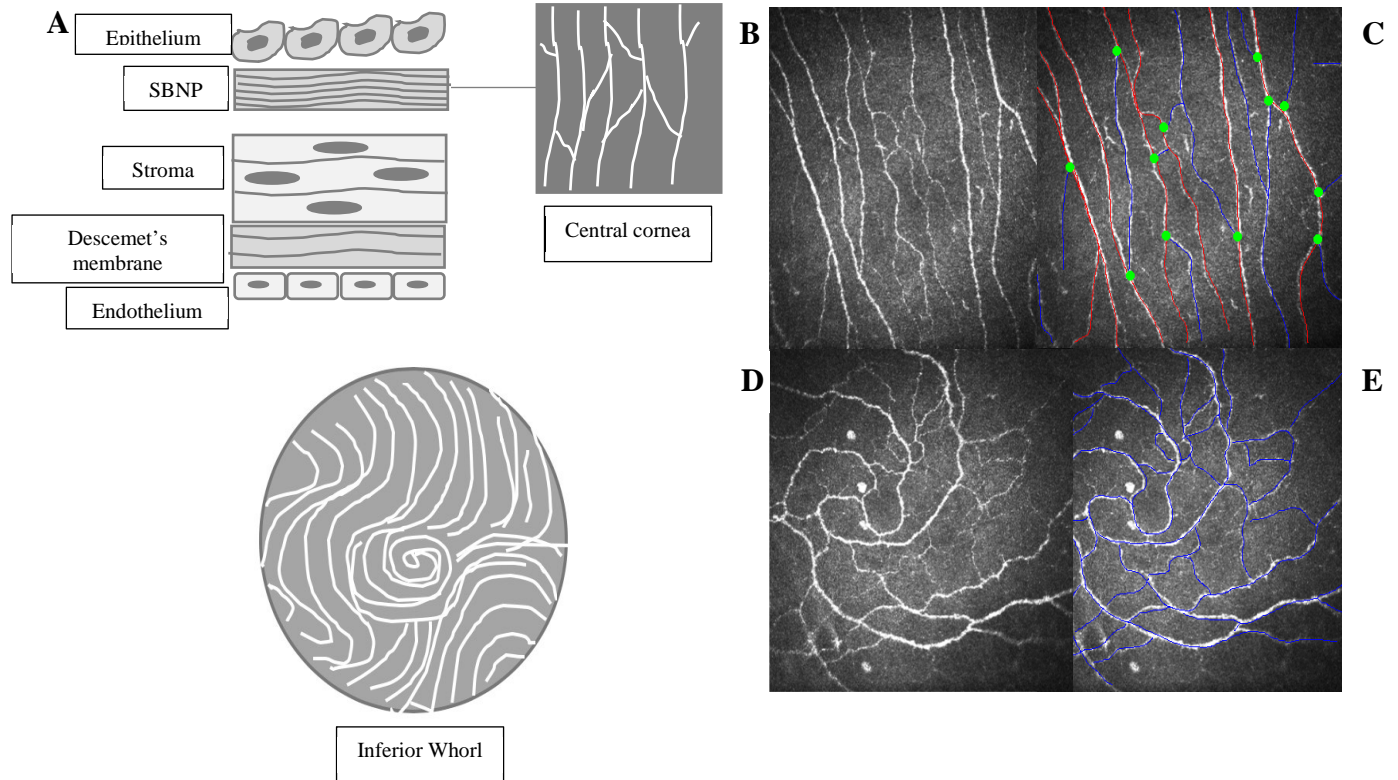 A
Epithelium
SBNP
Stroma
Descemet's
membrane
Endothelium
Central cornea
Inferior Whorl
B
C
D
E